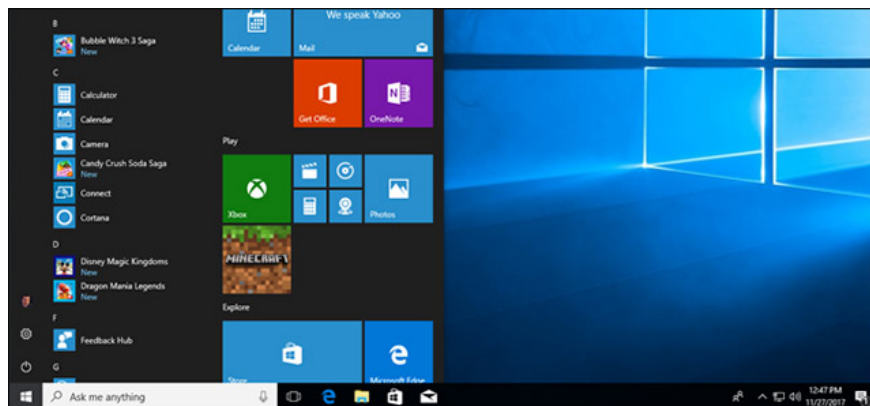 B
Bubble Witch 3 Saga
New
C
Calculator
Calendar
Camera
Candy Crush Soda Saga
New
Connect
Cortana
D
Disney Magic Kingdoms
New
Dragon Mania Legends
New
F
Feedback Hub
G
We speak Yahoo
Calendar
Mail
Get Office
OneNote
Play
Xbox
Photos
MINECRAFT
Explore
Store
Microsoft Edge
Ask me anything
12:47 PM
11/27/2017